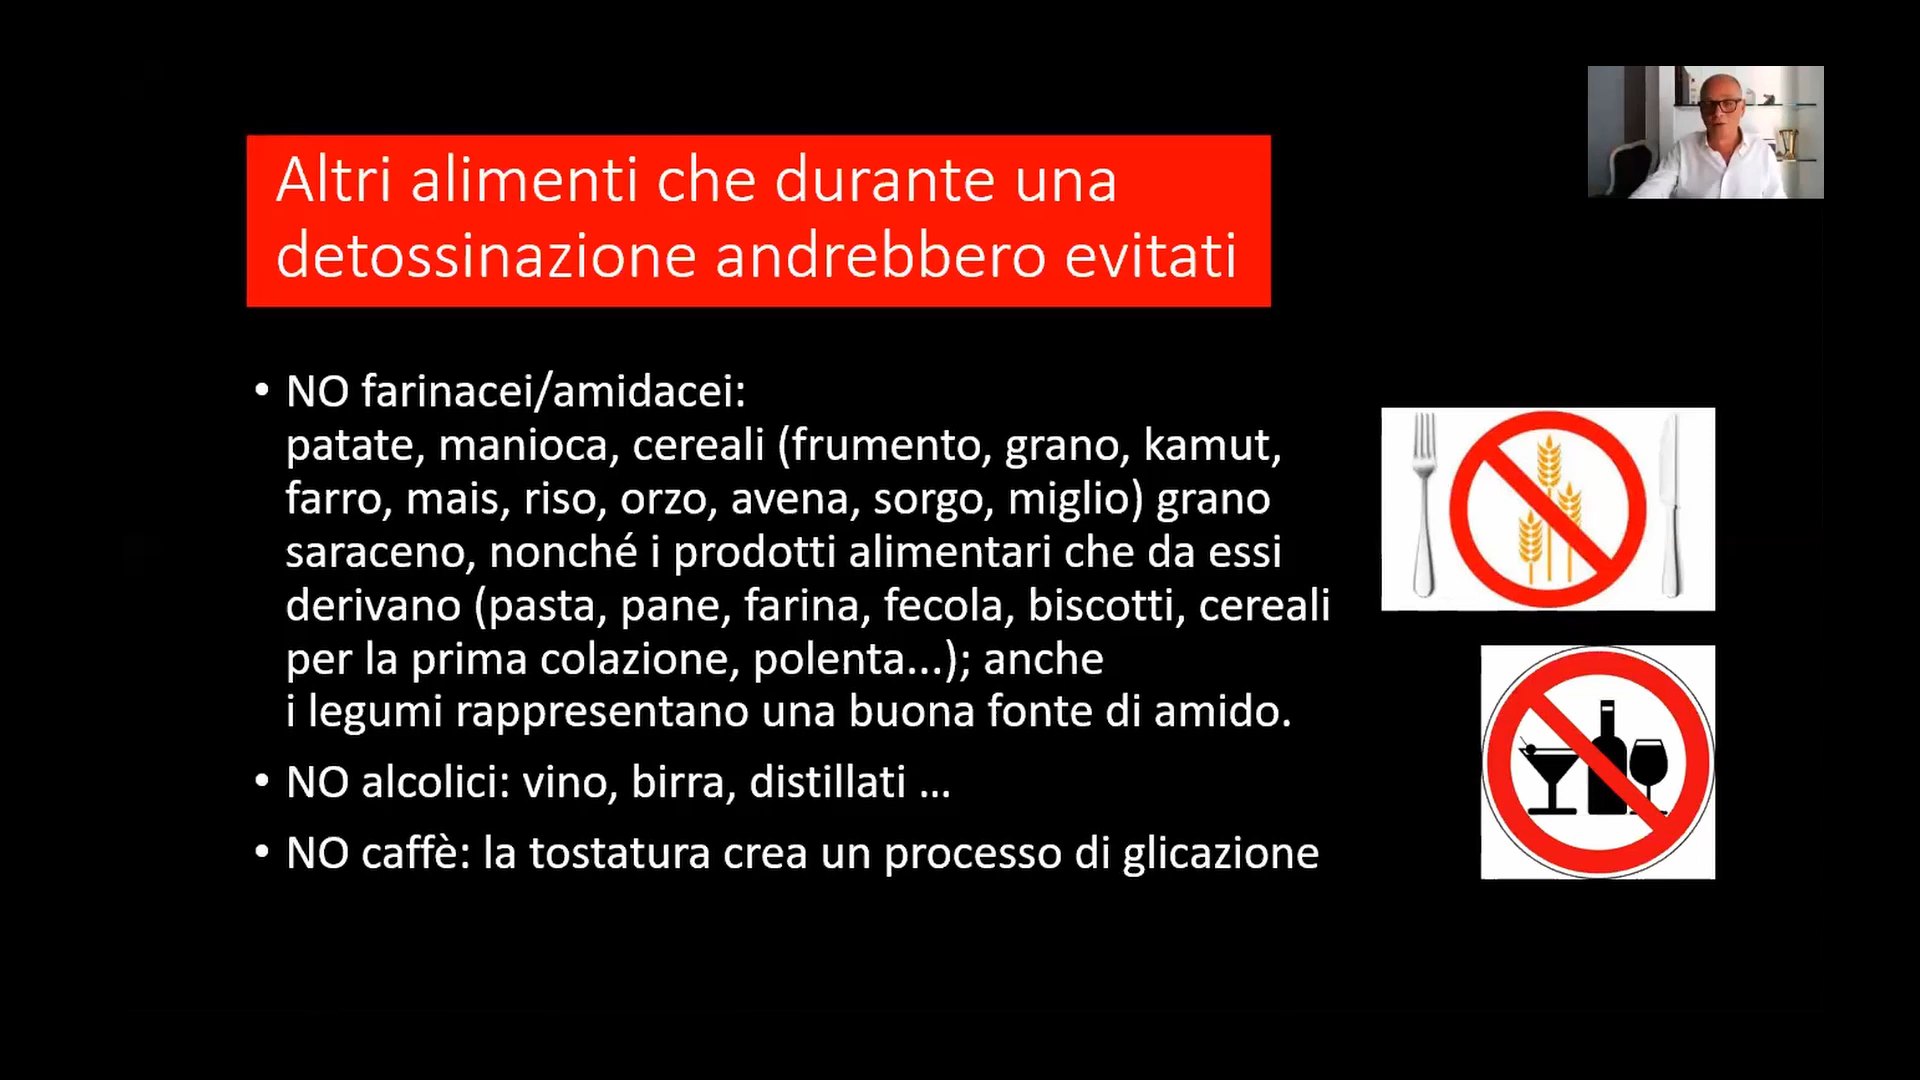 Altri alimenti che durante una
detossinazione andrebbero evitati
• NO farinacei/amidacei:
patate, manioca, cereali (frumento, grano, kamut,
farro, mais, riso, orzo, avena, sorgo, miglio) grano
saraceno, nonché i prodotti alimentari che da essi
derivano (pasta, pane, farina, fecola, biscotti, cereali
per la prima colazione, polenta...); anche
i legumi rappresentano una buona fonte di amido.
• NO alcolici: vino, birra, distillati ...
• NO caffè: la tostatura crea un processo di glicazione